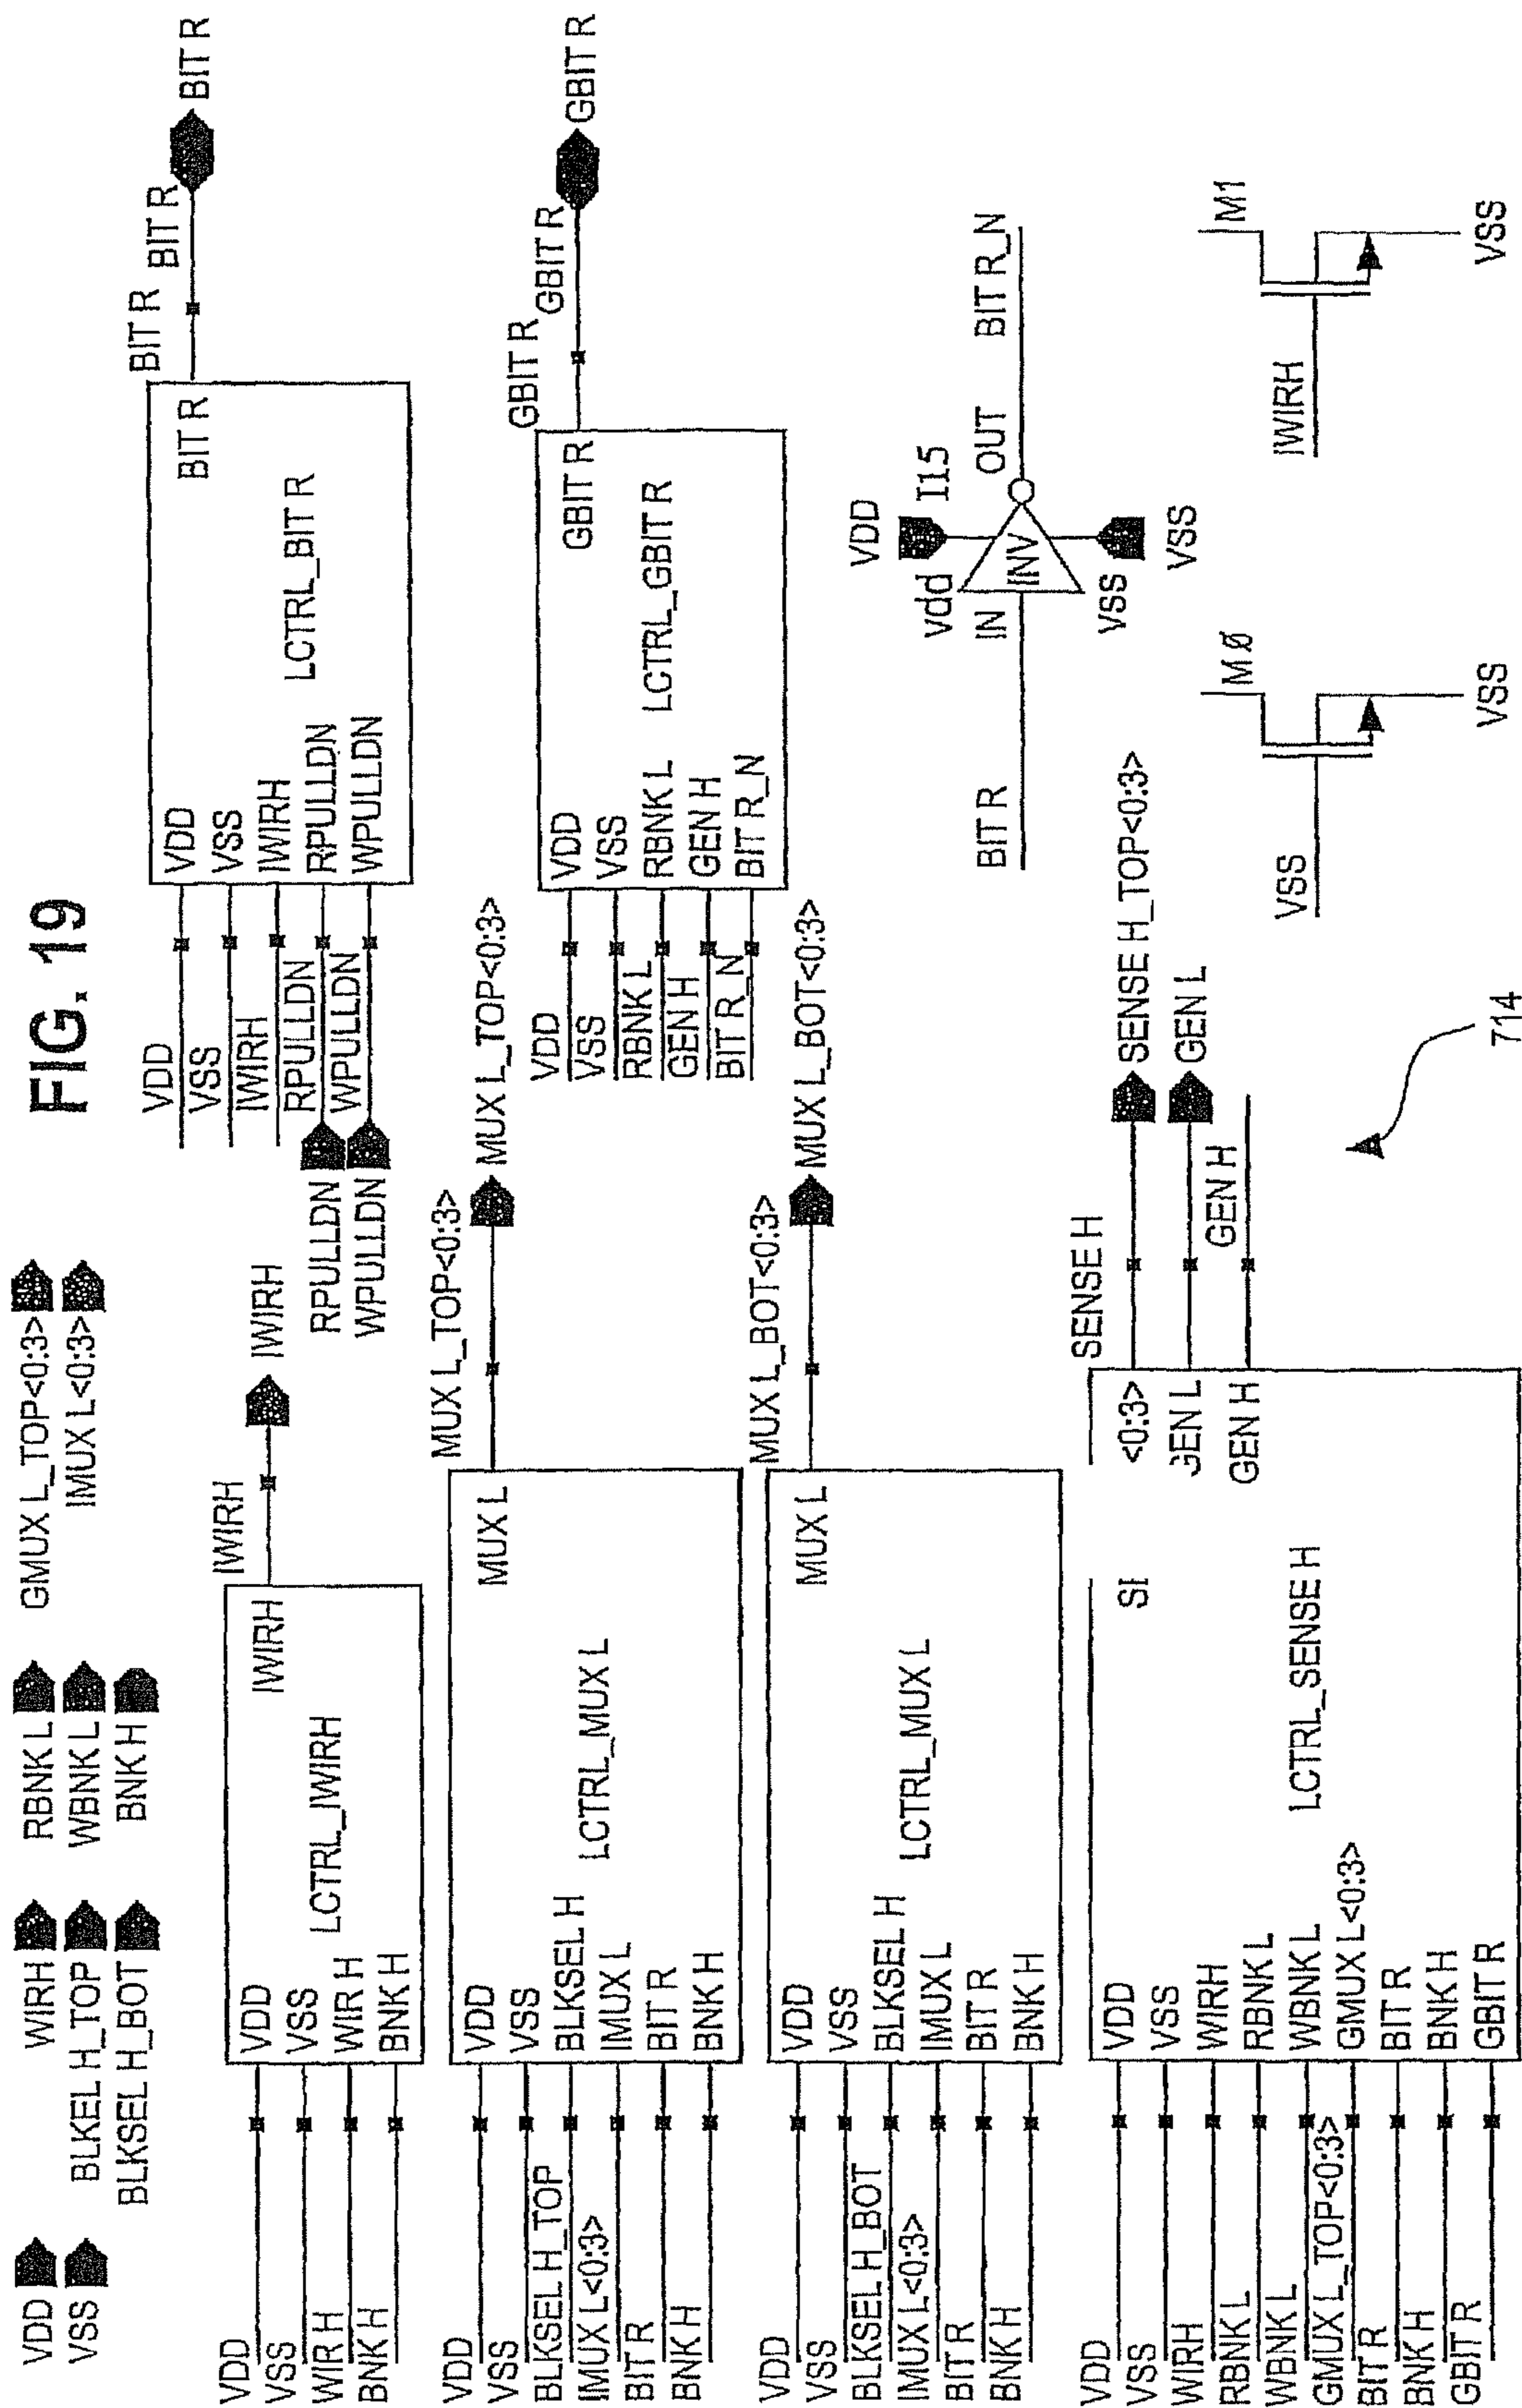 FIG. 19
VDD
VSS
WIRH
BLKEL H_TOP
BLKSEL H_BOT
RBNK L
WBNK L
BNK H
GMUX L_TOP<0:3>
IMUX L<0:3>
VDD
VSS
WIR H
BNK H
VDD
VSS
WIR H
BNK H
LCTRL_IWIRH
IWIRH
IWIRH
IWIRH
VDD
VSS
IWIRH
RPULLDN
WPULLDN
RPULLDN
WPULLDN
VDD
VSS
IWIRH
RPULLDN
WPULLDN
LCTRL_BIT R
BIT R
BIT R
BIT R
BIT R
VDD
VSS
BLKSEL H_TOP
IMUX L<0:3>
BIT R
BNK H
VDD
VSS
BLKSEL H
IMUX L
BIT R
BNK H
LCTRL_MUX L
MUX L
MUX L_TOP<0:3>
MUX L_TOP<0:3>
VDD
VSS
RBNK L
GEN H
BIT R_N
VDD
VSS
RBNK L
GEN H
BIT R_N
LCTRL_GBIT R
GBIT R
GBIT R
GBIT R
GBIT R
VDD
VSS
BLKSEL H_BOT
IMUX L<0:3>
BIT R
BNK H
VDD
VSS
BLKSEL H
IMUX L
BIT R
BNK H
LCTRL_MUX L
MUX L
MUX L_BOT<0:3>
MUX L_BOT<0:3>
BIT R
IN
vdd
VDD
I15
INV
vss
VSS
OUT
BIT R_N
VDD
VSS
WIRH
RBNK L
WBNK L
GMUX L_TOP<0:3>
BIT R
BNK H
GBIT R
VDD
VSS
WIRH
RBNK L
WBNK L
GMUX L<0:3>
BIT R
BNK H
GBIT R
LCTRL_SENSE H
SI
<0:3>
GEN L
GEN H
SENSE H
SENSE H_TOP<0:3>
GEN L
GEN H
VSS
M Ø
VSS
IWIRH
M1
VSS
714